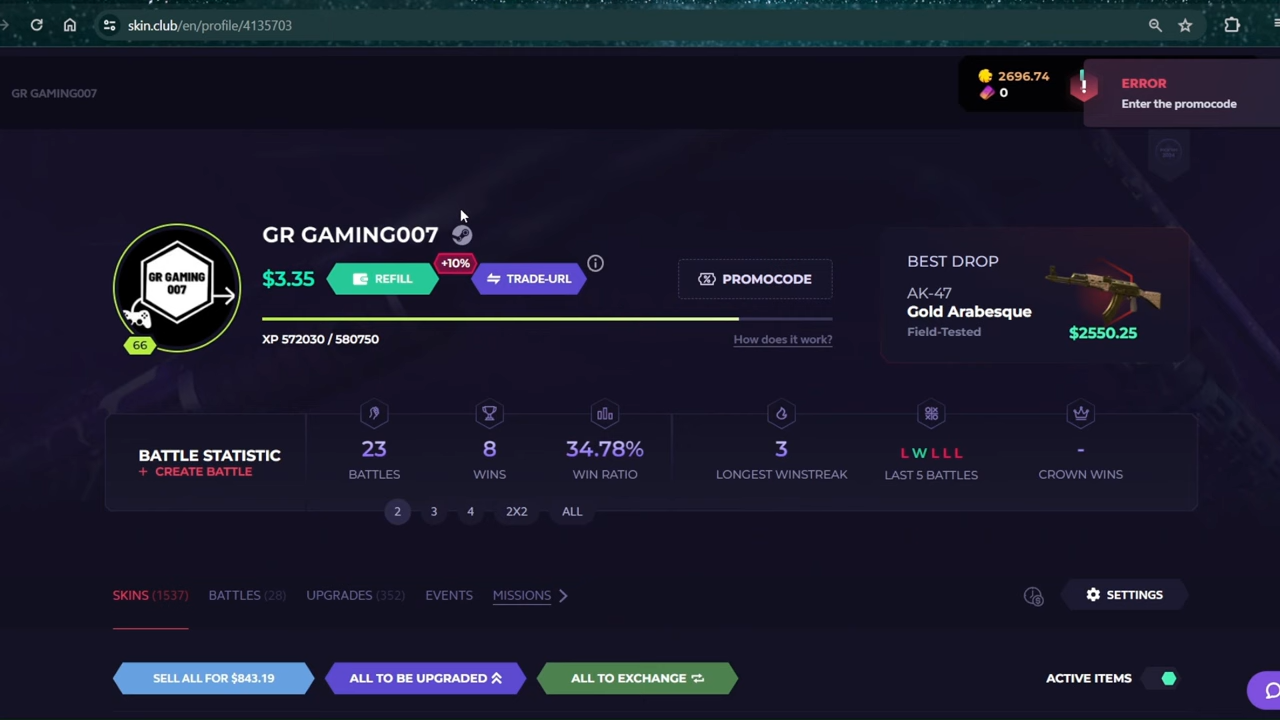 skin.club/en/profile/4135703
GR GAMING007
2696.74
0
ERROR
Enter the promocode
GR GAMING
007
66
GR GAMING007
$3.35
REFILL
+10%
TRADE-URL
PROMOCODE
XP 572030 / 580750
How does it work?
BEST DROP
AK-47
Gold Arabesque
Field-Tested
$2550.25
BATTLE STATISTIC
+ CREATE BATTLE
23
BATTLES
8
WINS
34.78%
WIN RATIO
3
LONGEST WINSTREAK
L W L L L
LAST 5 BATTLES
-
CROWN WINS
2
3
4
2X2
ALL
SKINS (1537)
BATTLES (28)
UPGRADES (352)
EVENTS
MISSIONS
SETTINGS
SELL ALL FOR $843.19
ALL TO BE UPGRADED
ALL TO EXCHANGE
ACTIVE ITEMS